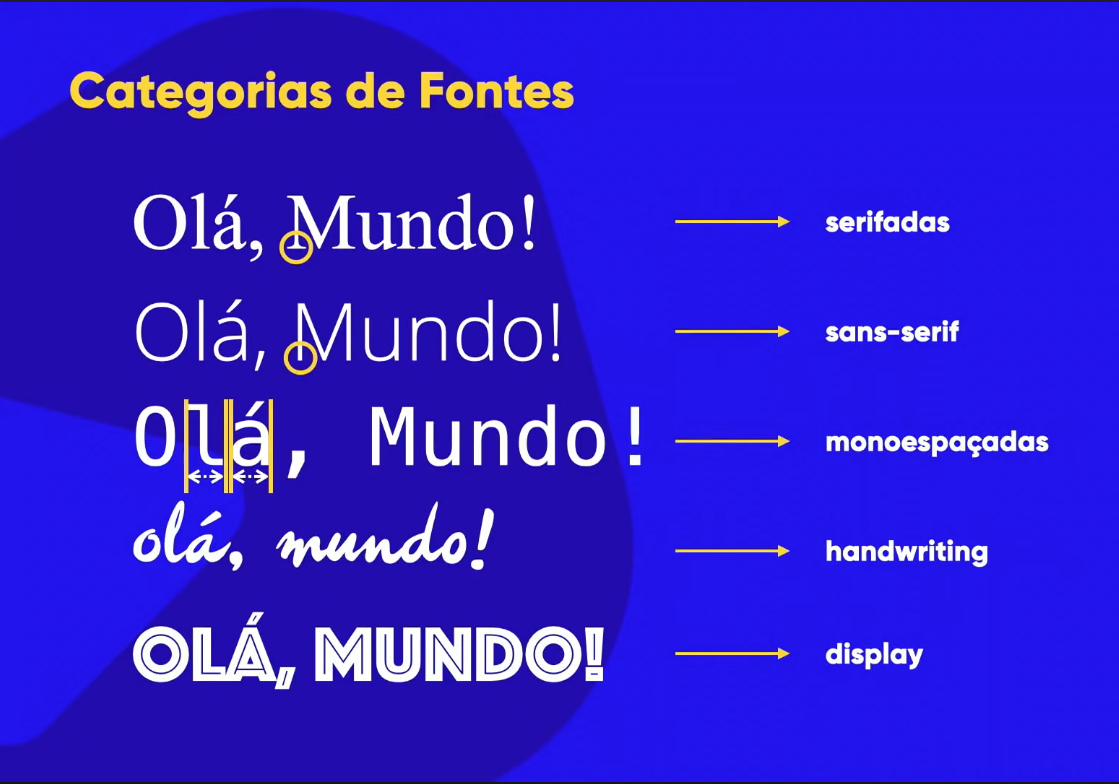 Categorias de Fontes
Olá, Mundo! serifadas
Olá, Mundo! sans-serif
Olá, Mundo! monoespaçadas
olá, mundo! handwriting
OLÁ, MUNDO! display